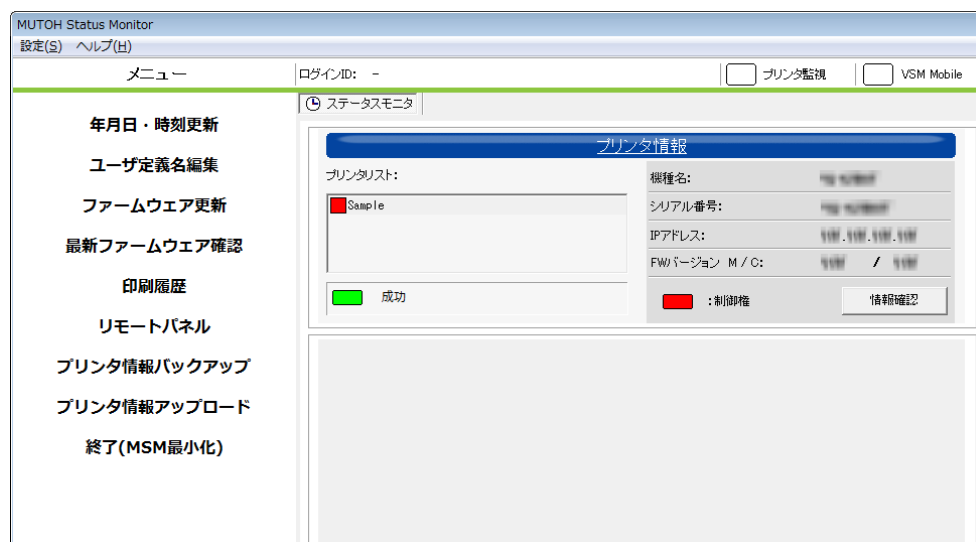 MUTOH Status Monitor
設定(S) ヘルプ(H)
メニュー
ログインID: -
プリンタ監視
VSM Mobile
年月日・時刻更新
ユーザ定義名編集
ファームウェア更新
最新ファームウェア確認
印刷履歴
リモートパネル
プリンタ情報バックアップ
プリンタ情報アップロード
終了(MSM最小化)
ステータスモニタ
プリンタ情報
プリンタリスト:
Sample
成功
機種名:
シリアル番号:
IPアドレス:
FWバージョン M / C: /
:制御権
情報確認